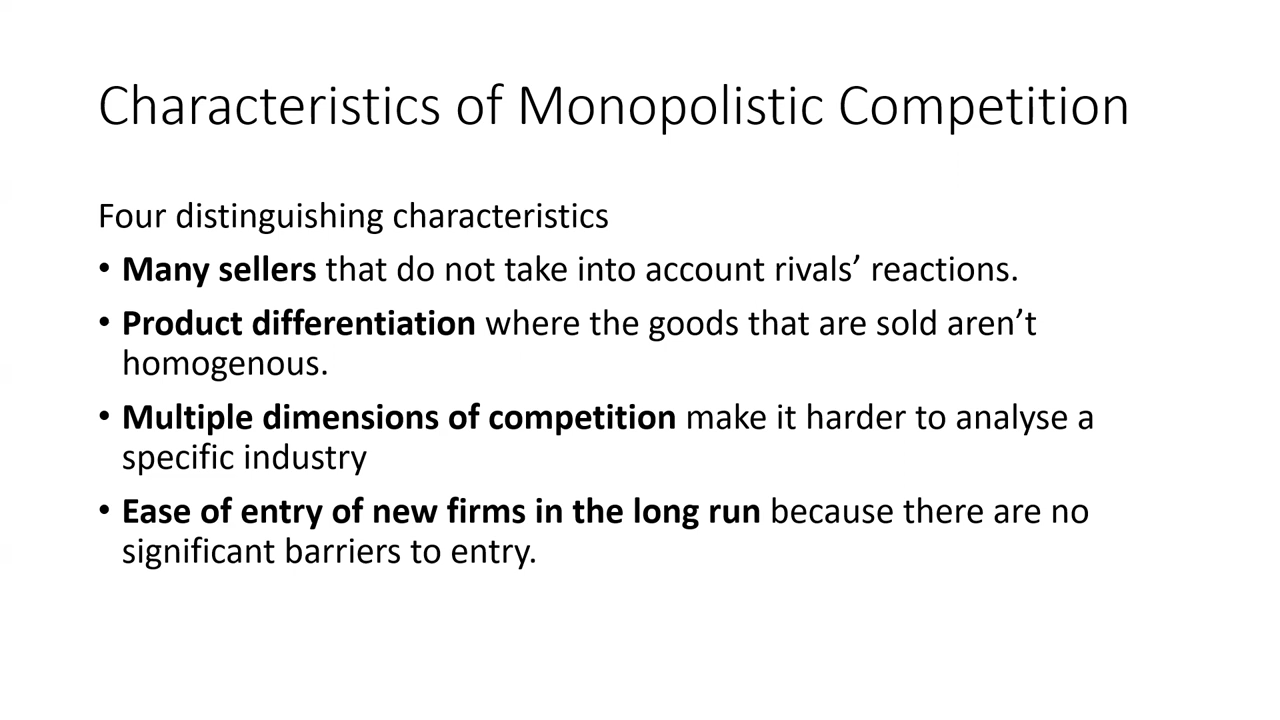 Characteristics of Monopolistic Competition
Four distinguishing characteristics
• Many sellers that do not take into account rivals’ reactions.
• Product differentiation where the goods that are sold aren’t
homogenous.
• Multiple dimensions of competition make it harder to analyse a
specific industry
• Ease of entry of new firms in the long run because there are no
significant barriers to entry.